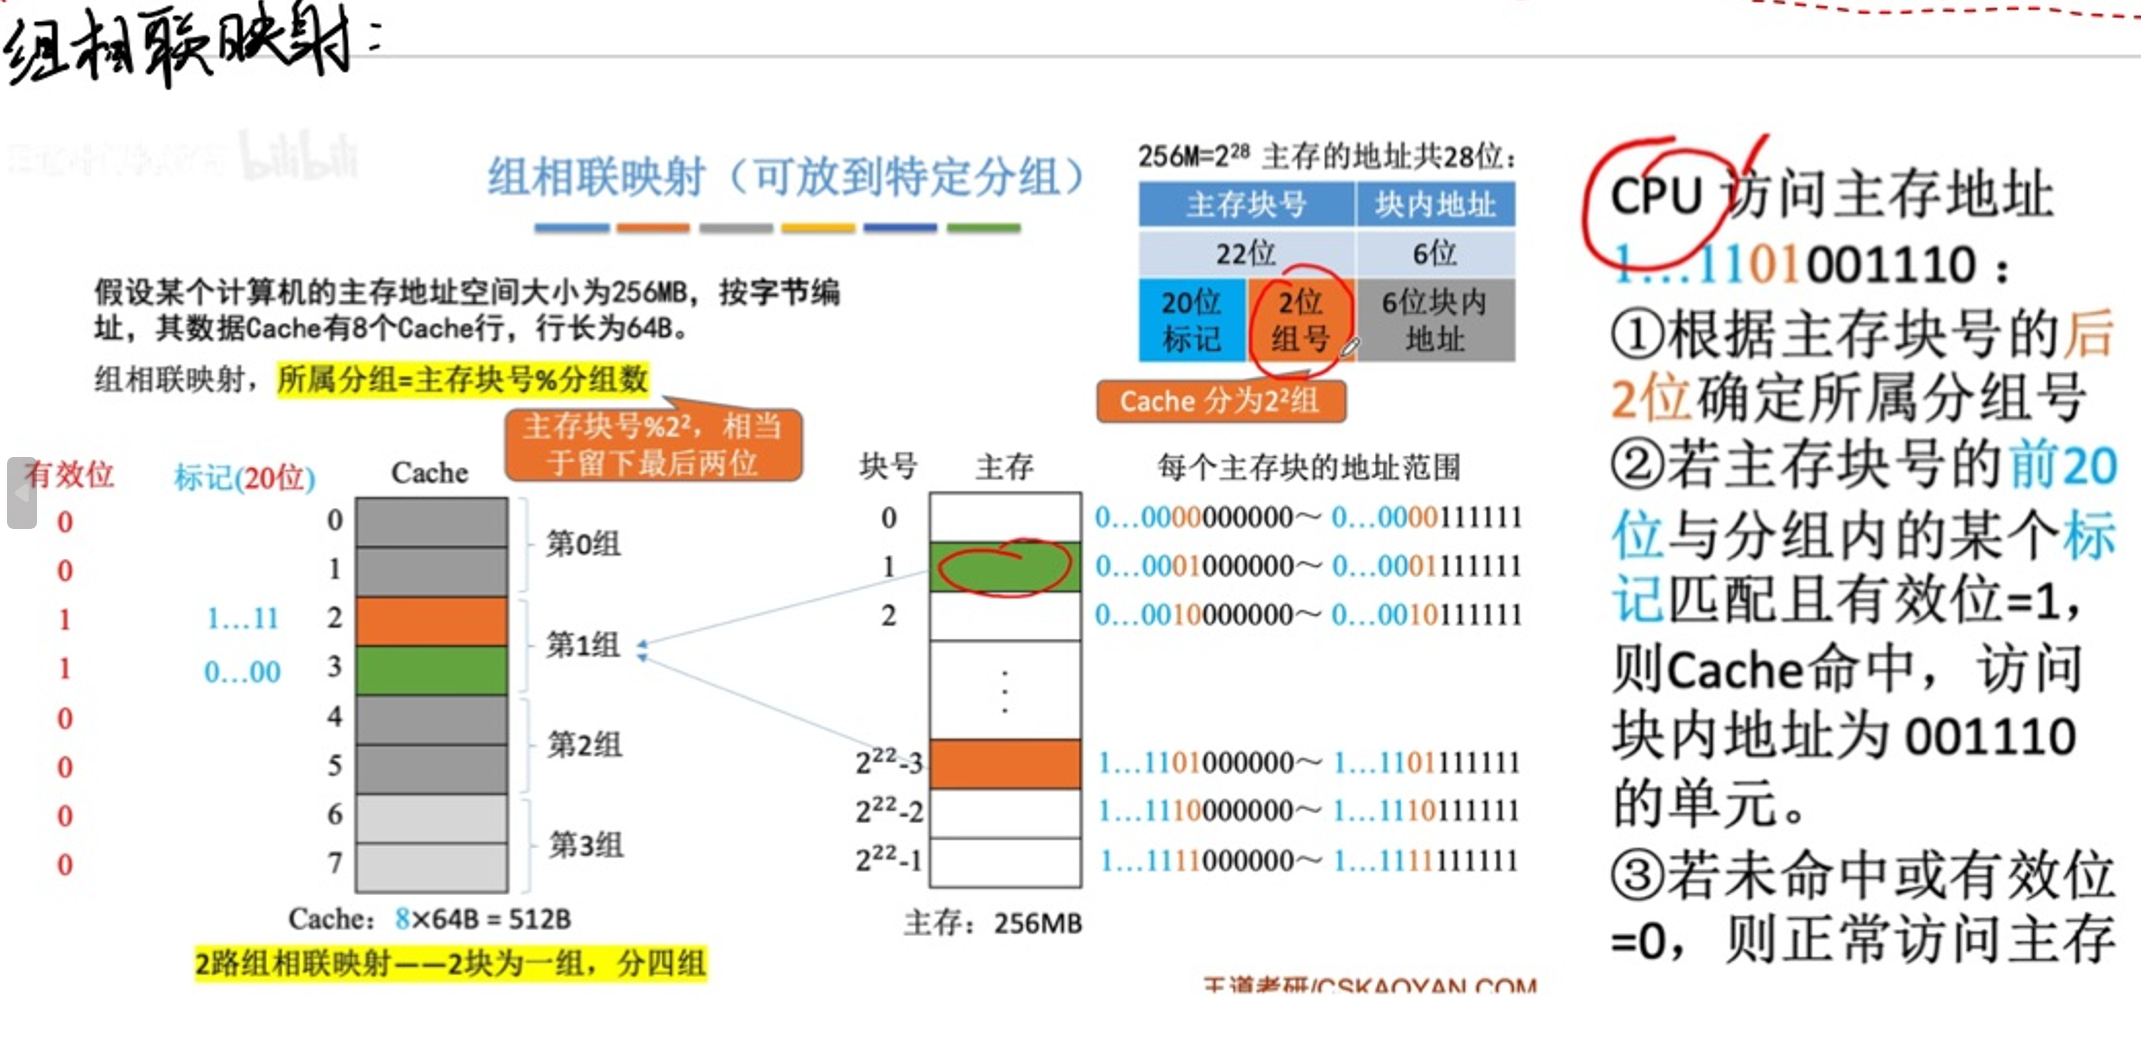 组相联映射：
bilibili
组相联映射（可放到特定分组）
256M=2²⁸ 主存的地址共28位：
主存块号 块内地址
22位 6位
20位标记 2位组号 6位块内地址
Cache 分为2²组
假设某个计算机的主存地址空间大小为256MB，按字节编
址，其数据Cache有8个Cache行，行长为64B。
组相联映射，所属分组=主存块号%分组数
主存块号%2²，相当
于留下最后两位
有效位 标记(20位) Cache
0 0
0 1
第0组
1 1…11 2
1 0…00 3
第1组
0 4
0 5
第2组
0 6
0 7
第3组
Cache：8×64B = 512B
2路组相联映射——2块为一组，分四组
块号 主存 每个主存块的地址范围
0 0…0000000000～ 0…0000111111
1 0…0001000000～ 0…0001111111
2 0…0010000000～ 0…0010111111
⋮
2²²-3 1…1101000000～ 1…1101111111
2²²-2 1…1110000000～ 1…1110111111
2²²-1 1…1111000000～ 1…1111111111
主存：256MB
王道考研/CSKAOYAN.COM
CPU 访问主存地址
1…1101001110：
①根据主存块号的后
2位确定所属分组号
②若主存块号的前20
位与分组内的某个标
记匹配且有效位=1，
则Cache命中，访问
块内地址为 001110
的单元。
③若未命中或有效位
=0，则正常访问主存